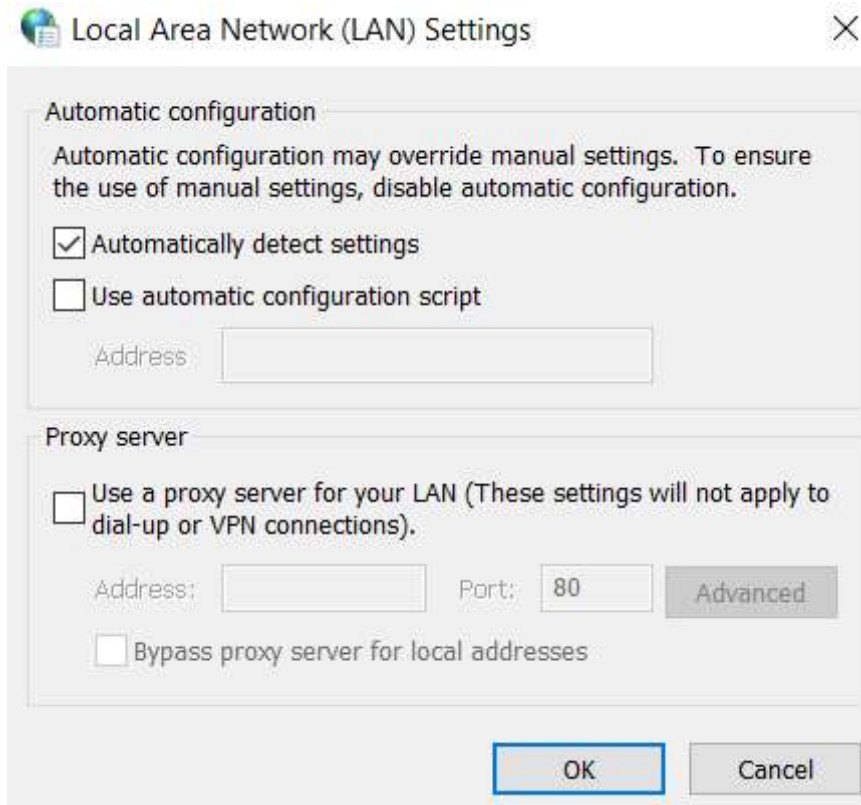 Local Area Network (LAN) Settings
Automatic configuration
Automatic configuration may override manual settings. To ensure
the use of manual settings, disable automatic configuration.
Automatically detect settings
Use automatic configuration script
Address
Proxy server
Use a proxy server for your LAN (These settings will not apply to
dial-up or VPN connections).
Address: Port: 80 Advanced
Bypass proxy server for local addresses
OK Cancel